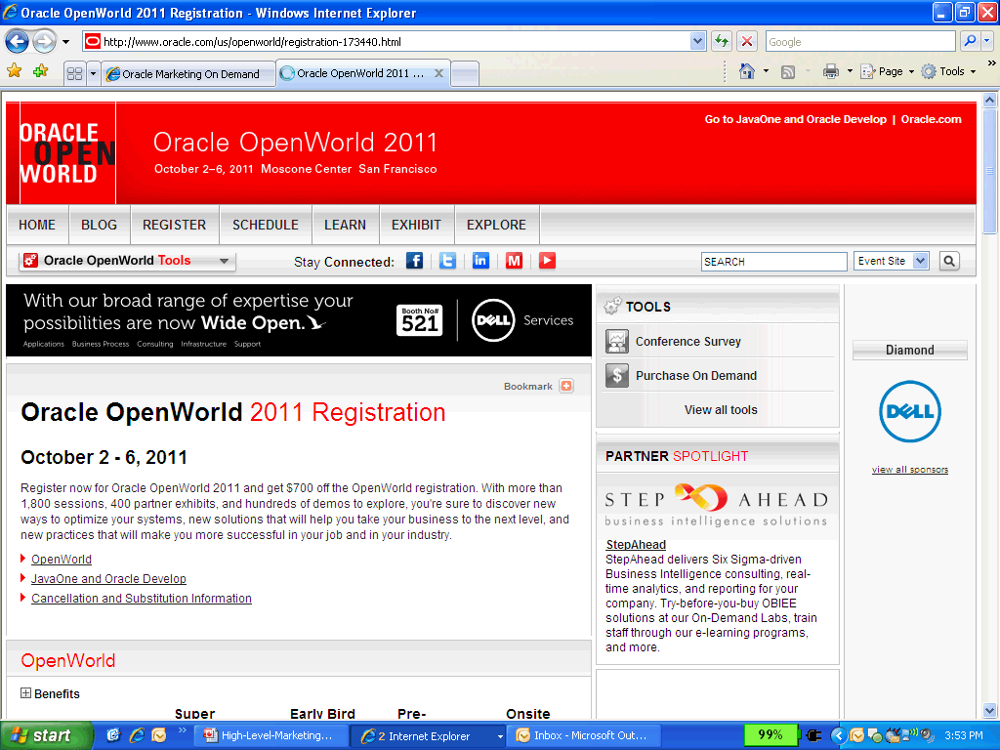 Oracle OpenWorld 2011 Registration - Windows Internet Explorer
http://www.oracle.com/us/openworld/registration-173440.html
Google
Oracle Marketing On Demand
Oracle OpenWorld 2011 ...
Page
Tools
ORACLE
OPEN
WORLD
Oracle OpenWorld 2011
October 2–6, 2011 Moscone Center San Francisco
Go to JavaOne and Oracle Develop | Oracle.com
HOME BLOG REGISTER SCHEDULE LEARN EXHIBIT EXPLORE
Oracle OpenWorld Tools
Stay Connected:
SEARCH
Event Site
With our broad range of expertise your
possibilities are now Wide Open.
Applications Business Process Consulting Infrastructure Support
Booth No#
521
DELL Services
Bookmark
Oracle OpenWorld 2011 Registration
October 2 - 6, 2011
Register now for Oracle OpenWorld 2011 and get $700 off the OpenWorld registration. With more than
1,800 sessions, 400 partner exhibits, and hundreds of demos to explore, you're sure to discover new
ways to optimize your systems, new solutions that will help you take your business to the next level, and
new practices that will make you more successful in your job and in your industry.
OpenWorld
JavaOne and Oracle Develop
Cancellation and Substitution Information
OpenWorld
Benefits
Super Early Bird Pre- Onsite
TOOLS
Conference Survey
Purchase On Demand
View all tools
PARTNER SPOTLIGHT
STEP AHEAD
business intelligence solutions
StepAhead
StepAhead delivers Six Sigma-driven
Business Intelligence consulting, real-
time analytics, and reporting for your
company. Try-before-you-buy OBIEE
solutions at our On-Demand Labs, train
staff through our e-learning programs,
and more.
Diamond
DELL
view all sponsors
start
High-Level-Marketing...
2 Internet Explorer
Inbox - Microsoft Out...
99%
3:53 PM